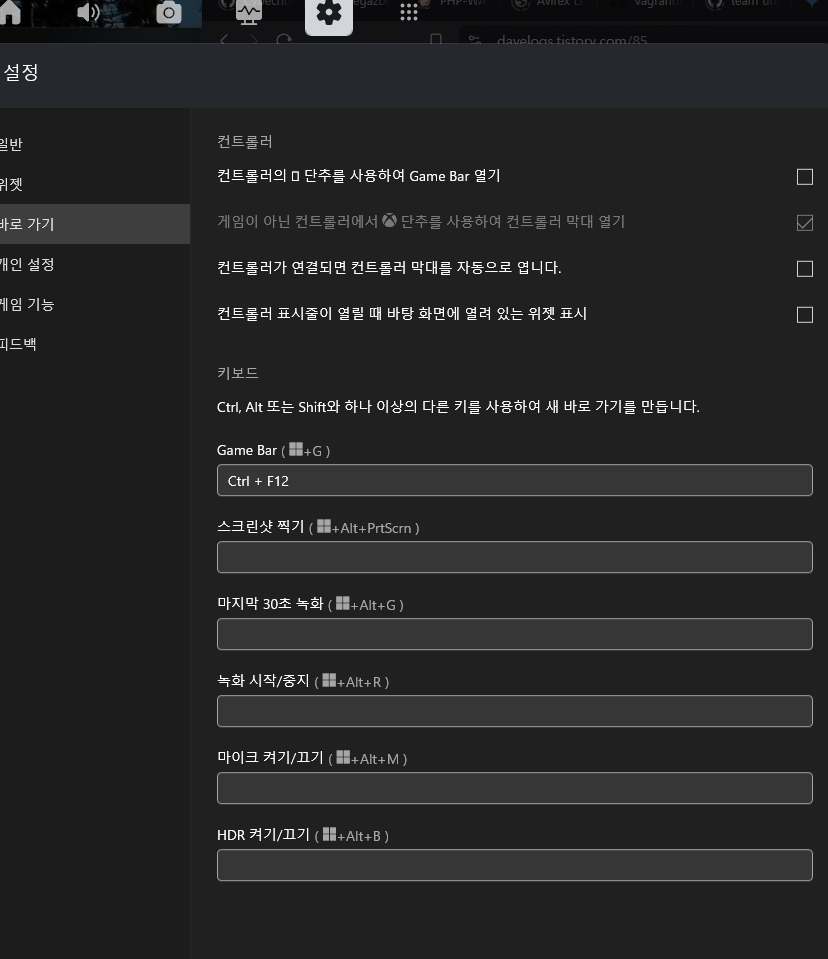 davelogs.tistory.com/85
설정
일반
위젯
바로 가기
개인 설정
게임 기능
피드백
컨트롤러
컨트롤러의 단추를 사용하여 Game Bar 열기
게임이 아닌 컨트롤러에서 단추를 사용하여 컨트롤러 막대 열기
컨트롤러가 연결되면 컨트롤러 막대를 자동으로 엽니다.
컨트롤러 표시줄이 열릴 때 바탕 화면에 열려 있는 위젯 표시
키보드
Ctrl, Alt 또는 Shift와 하나 이상의 다른 키를 사용하여 새 바로 가기를 만듭니다.
Game Bar ( +G )
Ctrl + F12
스크린샷 찍기 ( +Alt+PrtScrn )
마지막 30초 녹화 ( +Alt+G )
녹화 시작/중지 ( +Alt+R )
마이크 켜기/끄기 ( +Alt+M )
HDR 켜기/끄기 ( +Alt+B )